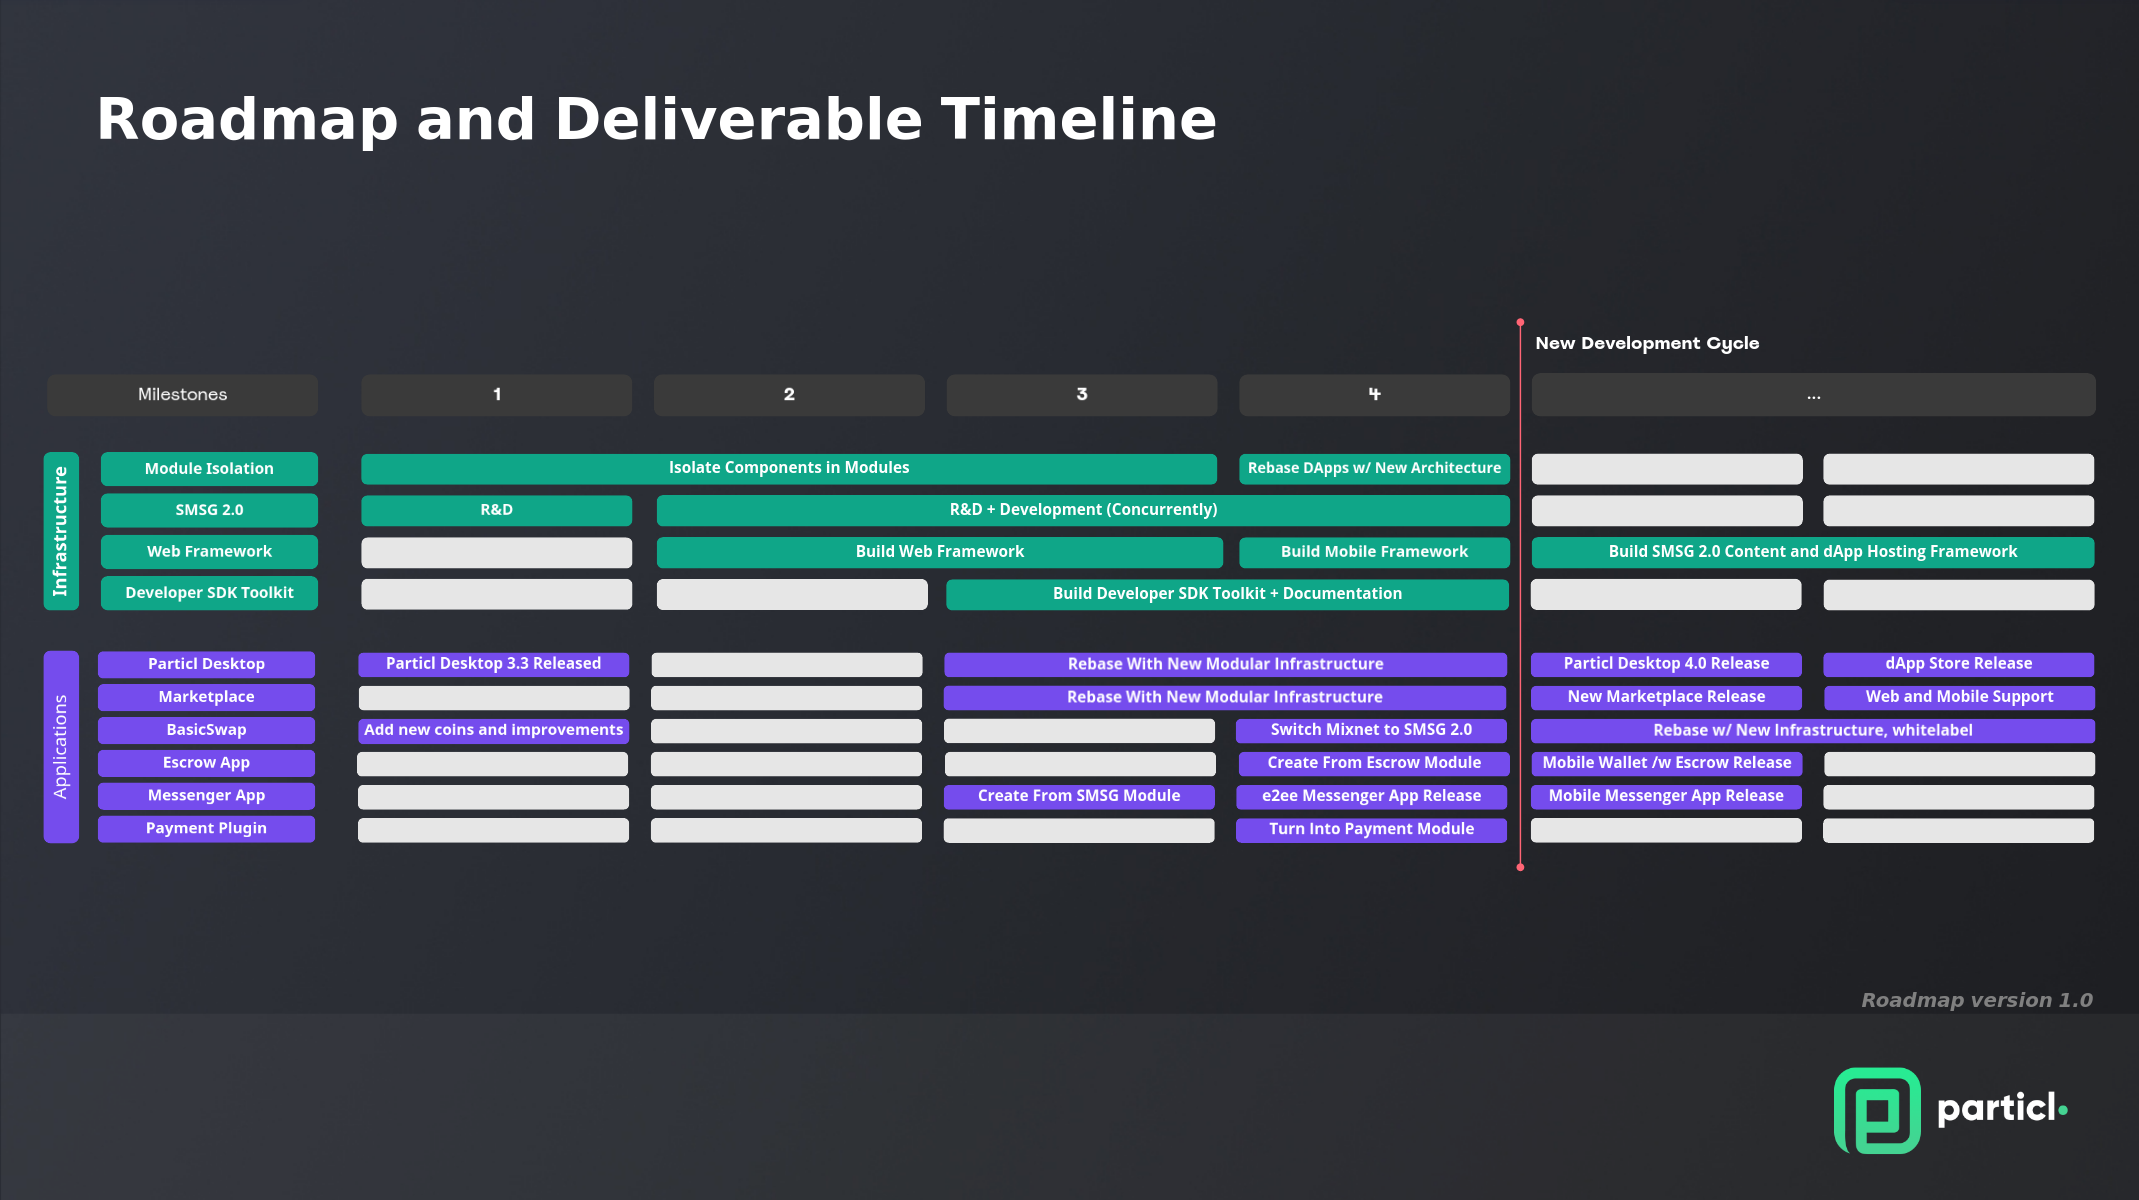 Roadmap and Deliverable Timeline
New Development Cycle
Milestones
1
2
3
4
...
Infrastructure
Module Isolation
Isolate Components in Modules
Rebase DApps w/ New Architecture
SMSG 2.0
R&D
R&D + Development (Concurrently)
Web Framework
Build Web Framework
Build Mobile Framework
Build SMSG 2.0 Content and dApp Hosting Framework
Developer SDK Toolkit
Build Developer SDK Toolkit + Documentation
Applications
Particl Desktop
Particl Desktop 3.3 Released
Rebase With New Modular Infrastructure
Particl Desktop 4.0 Release
dApp Store Release
Marketplace
Rebase With New Modular Infrastructure
New Marketplace Release
Web and Mobile Support
BasicSwap
Add new coins and improvements
Switch Mixnet to SMSG 2.0
Rebase w/ New Infrastructure, whitelabel
Escrow App
Create From Escrow Module
Mobile Wallet /w Escrow Release
Messenger App
Create From SMSG Module
e2ee Messenger App Release
Mobile Messenger App Release
Payment Plugin
Turn Into Payment Module
Roadmap version 1.0
particl